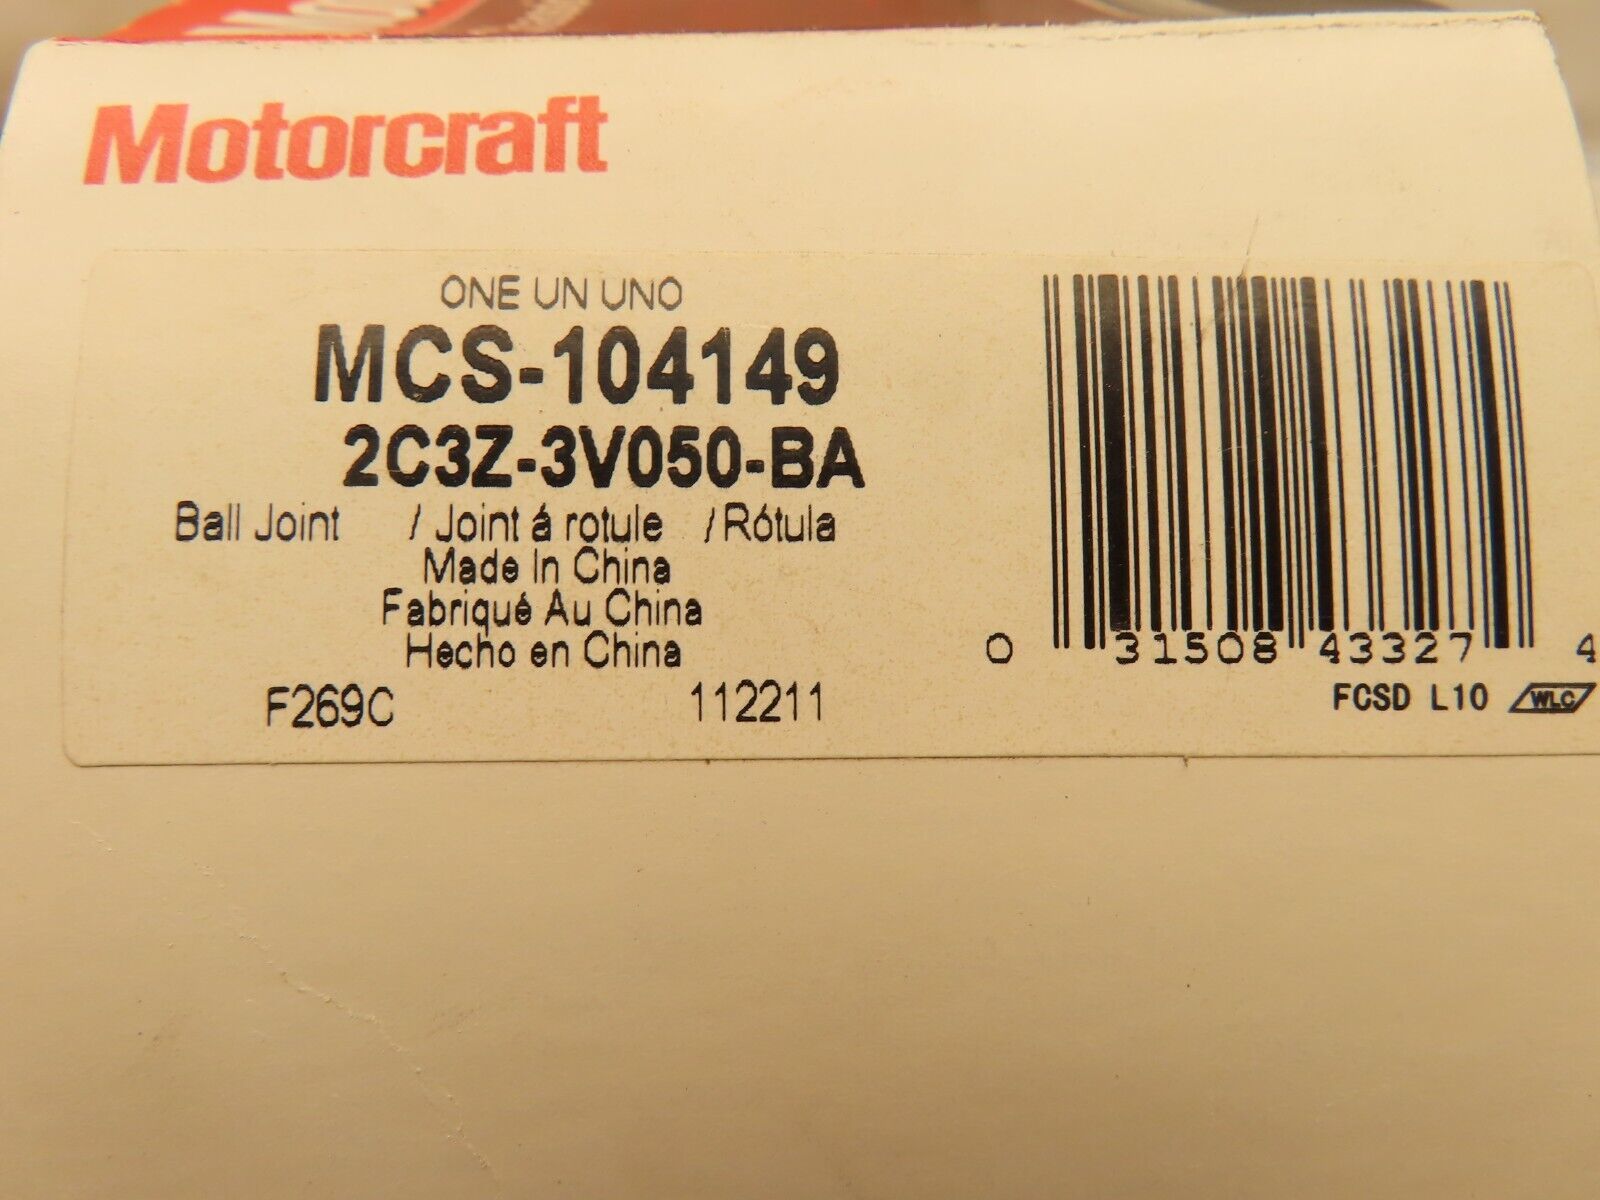 Motorcraft
ONE UN UNO
MCS-104149
2C3Z-3V050-BA
Ball Joint / Joint á rotule / Rótula
Made In China
Fabriqué Au China
Hecho en China
F269C 112211
0 31508 43327 4
FCSD L10 WLC